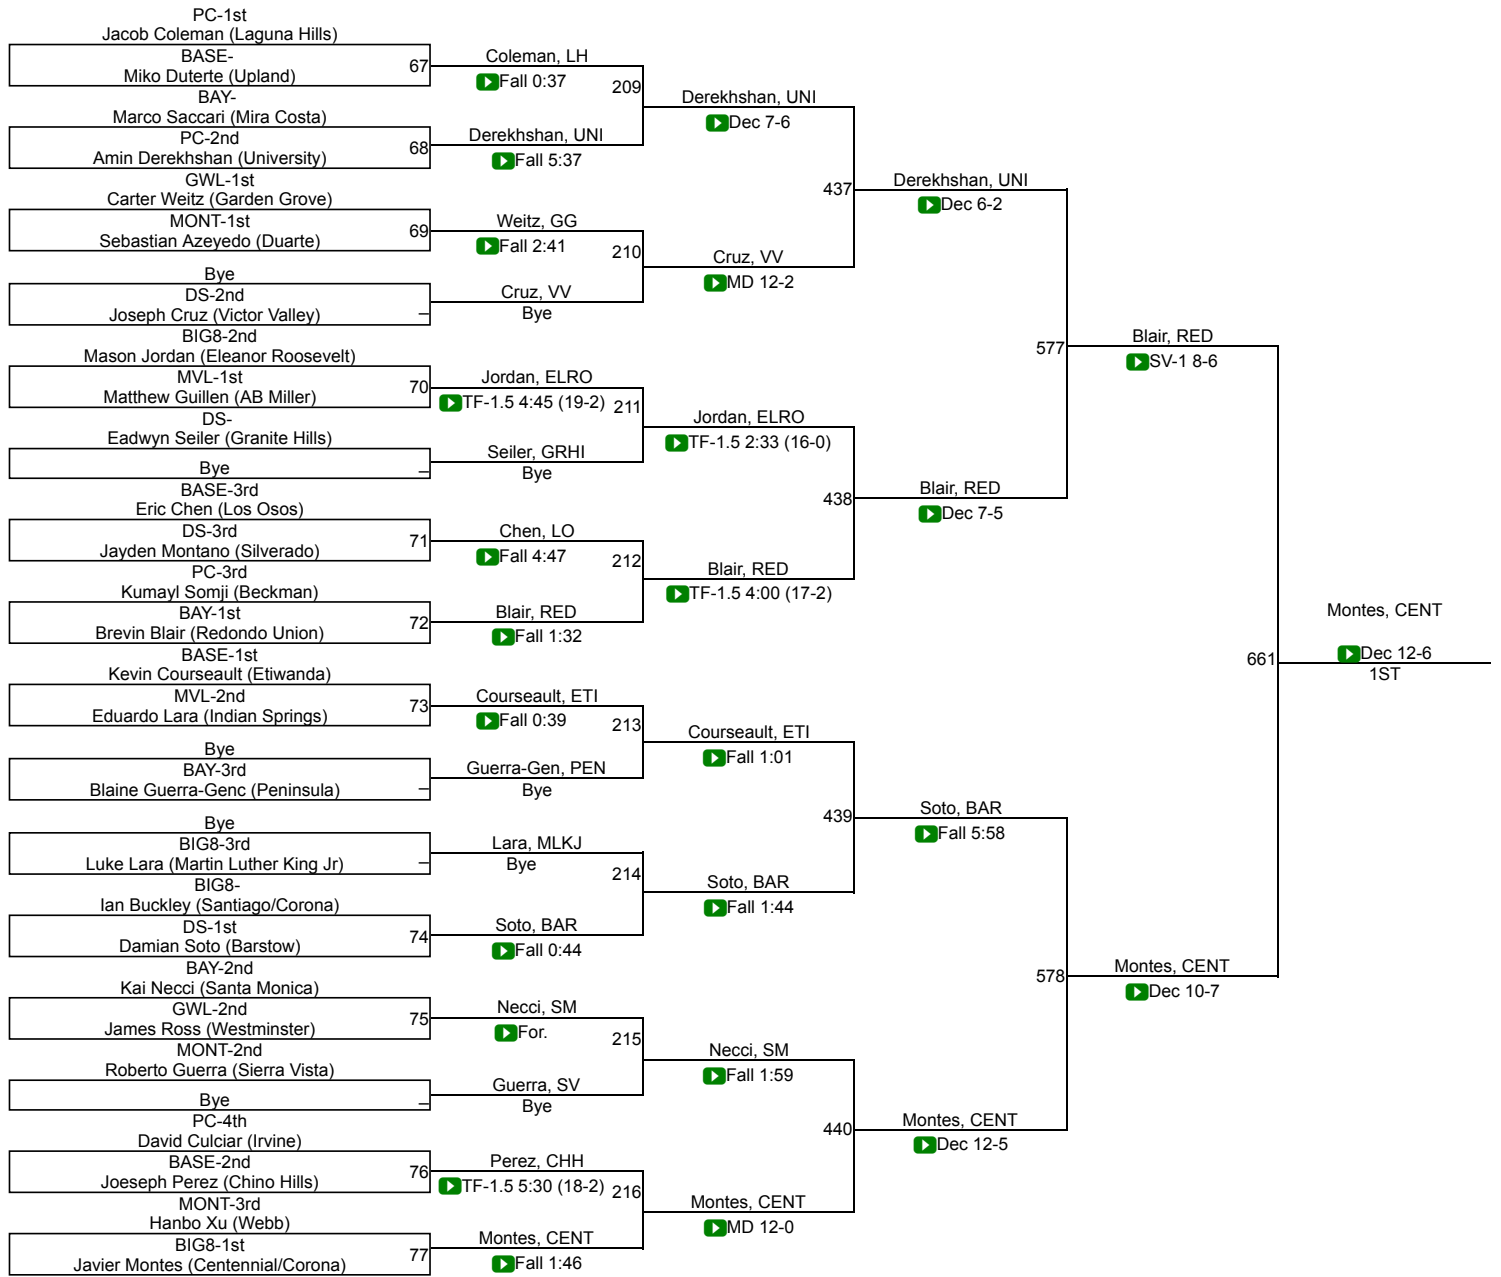 PC-1st
Jacob Coleman (Laguna Hills)
BASE-
Miko Duterte (Upland)
67
BAY-
Marco Saccari (Mira Costa)
PC-2nd
Amin Derekhshan (University)
68
GWL-1st
Carter Weitz (Garden Grove)
MONT-1st
Sebastian Azeyedo (Duarte)
69
Bye
DS-2nd
Joseph Cruz (Victor Valley)
_
BIG8-2nd
Mason Jordan (Eleanor Roosevelt)
MVL-1st
Matthew Guillen (AB Miller)
70
DS-
Eadwyn Seiler (Granite Hills)
Bye
_
BASE-3rd
Eric Chen (Los Osos)
DS-3rd
Jayden Montano (Silverado)
71
PC-3rd
Kumayl Somji (Beckman)
BAY-1st
Brevin Blair (Redondo Union)
72
BASE-1st
Kevin Courseault (Etiwanda)
MVL-2nd
Eduardo Lara (Indian Springs)
73
Bye
BAY-3rd
Blaine Guerra-Genc (Peninsula)
_
Bye
BIG8-3rd
Luke Lara (Martin Luther King Jr)
_
BIG8-
Ian Buckley (Santiago/Corona)
DS-1st
Damian Soto (Barstow)
74
BAY-2nd
Kai Necci (Santa Monica)
GWL-2nd
James Ross (Westminster)
75
MONT-2nd
Roberto Guerra (Sierra Vista)
Bye
_
PC-4th
David Culciar (Irvine)
BASE-2nd
Joeseph Perez (Chino Hills)
76
MONT-3rd
Hanbo Xu (Webb)
BIG8-1st
Javier Montes (Centennial/Corona)
77
Coleman, LH
Fall 0:37
209
Derekhshan, UNI
Fall 5:37
Weitz, GG
Fall 2:41
210
Cruz, VV
Bye
Jordan, ELRO
TF-1.5 4:45 (19-2)
211
Seiler, GRHI
Bye
Chen, LO
Fall 4:47
212
Blair, RED
Fall 1:32
Courseault, ETI
Fall 0:39
213
Guerra-Gen, PEN
Bye
Lara, MLKJ
Bye
214
Soto, BAR
Fall 0:44
Necci, SM
For.
215
Guerra, SV
Bye
Perez, CHH
TF-1.5 5:30 (18-2)
216
Montes, CENT
Fall 1:46
Derekhshan, UNI
Dec 7-6
437
Cruz, VV
MD 12-2
Jordan, ELRO
TF-1.5 2:33 (16-0)
438
Blair, RED
TF-1.5 4:00 (17-2)
Courseault, ETI
Fall 1:01
439
Soto, BAR
Fall 1:44
Necci, SM
Fall 1:59
440
Montes, CENT
MD 12-0
Derekhshan, UNI
Dec 6-2
577
Blair, RED
Dec 7-5
Soto, BAR
Fall 5:58
578
Montes, CENT
Dec 12-5
Blair, RED
SV-1 8-6
661
Montes, CENT
Dec 10-7
Montes, CENT
Dec 12-6
1ST